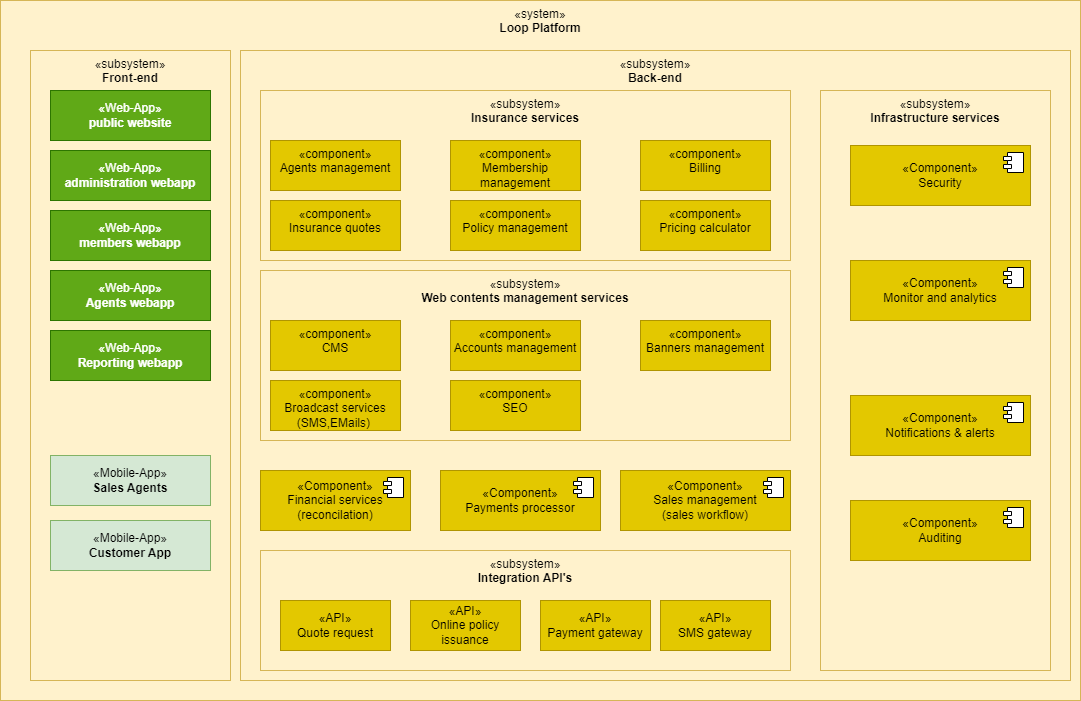 «system»
Loop Platform
«subsystem»
Front-end
«Web-App»
public website
«Web-App»
administration webapp
«Web-App»
members webapp
«Web-App»
Agents webapp
«Web-App»
Reporting webapp
«Mobile-App»
Sales Agents
«Mobile-App»
Customer App
«subsystem»
Back-end
«subsystem»
Insurance services
«component»
Agents management
«component»
Membership
management
«component»
Billing
«component»
Insurance quotes
«component»
Policy management
«component»
Pricing calculator
«subsystem»
Web contents management services
«component»
CMS
«component»
Accounts management
«component»
Banners management
«component»
Broadcast services
(SMS,EMails)
«component»
SEO
«Component»
Financial services
(reconcilation)
«Component»
Payments processor
«Component»
Sales management
(sales workflow)
«subsystem»
Integration API's
«API»
Quote request
«API»
Online policy
issuance
«API»
Payment gateway
«API»
SMS gateway
«subsystem»
Infrastructure services
«Component»
Security
«Component»
Monitor and analytics
«Component»
Notifications & alerts
«Component»
Auditing